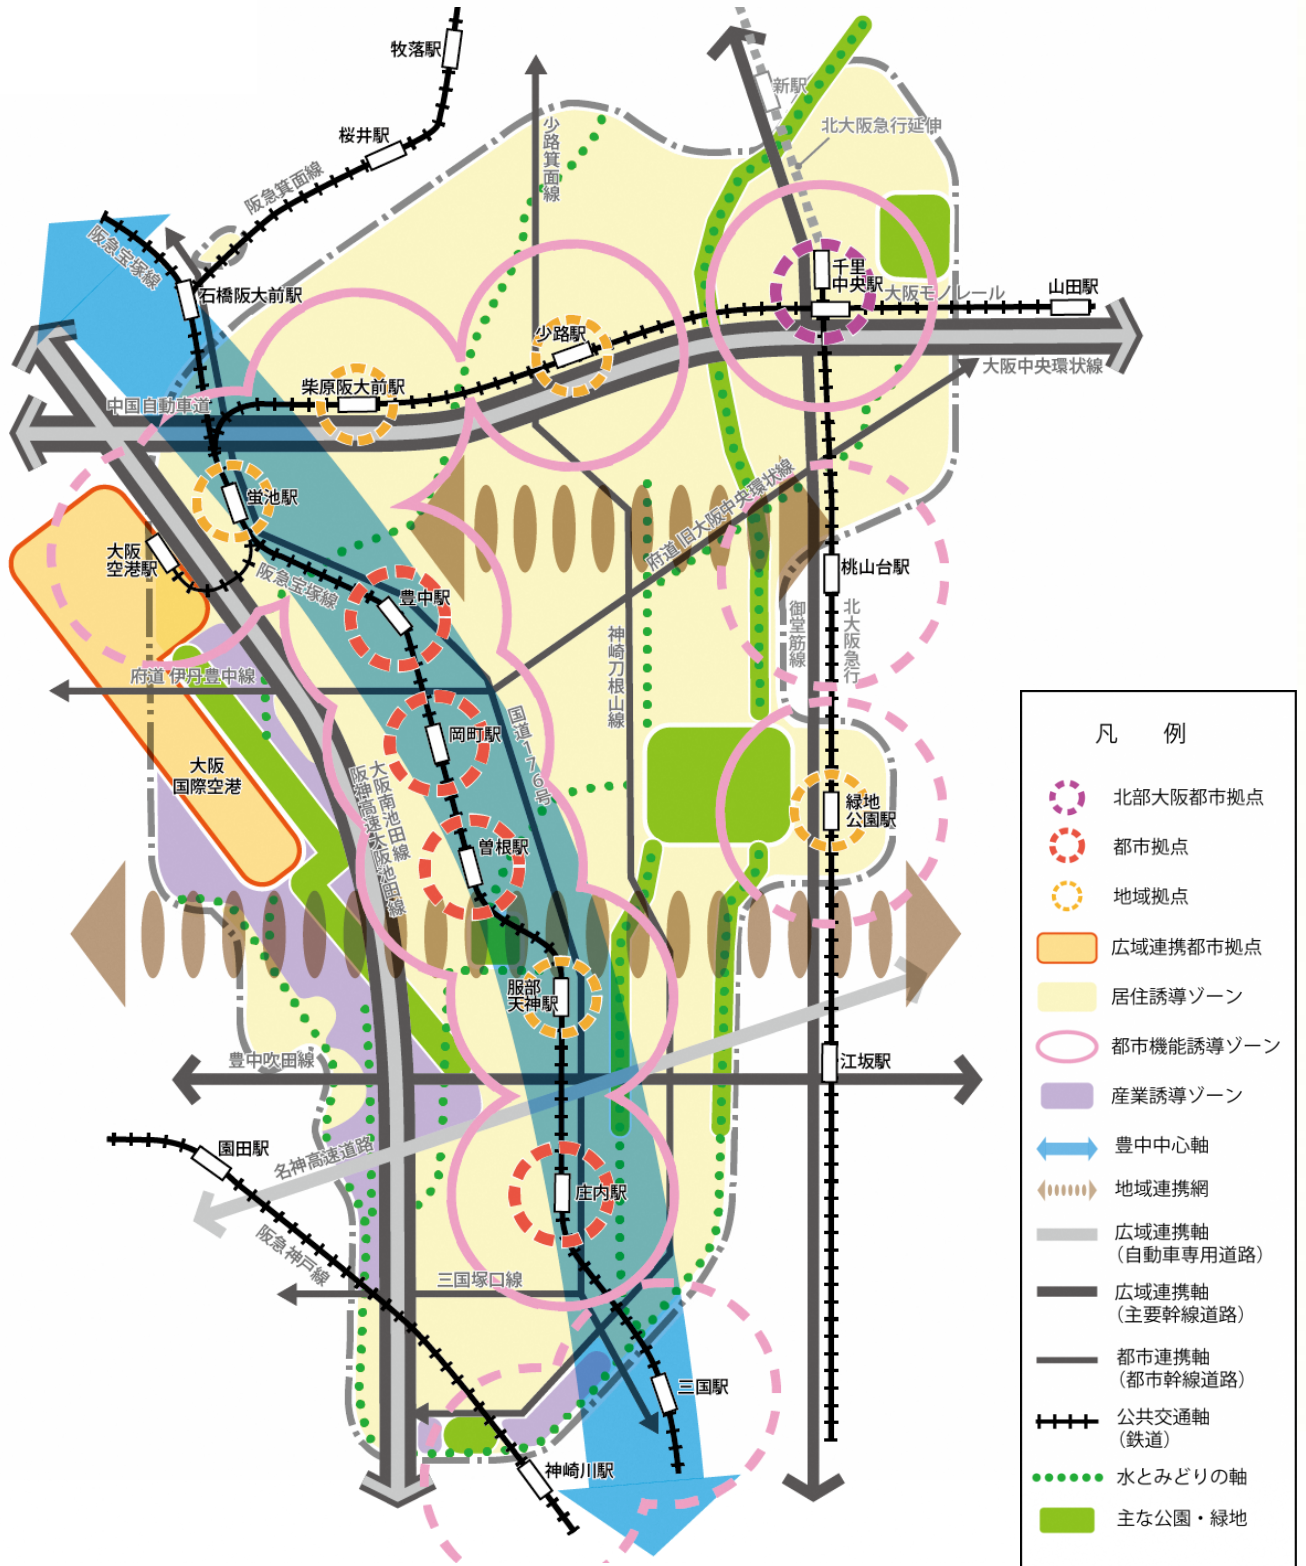 牧落駅
桜井駅
阪急箕面線
少路箕面線
新駅
北大阪急行延伸
阪急宝塚線
石橋阪大前駅
千里
中央駅
大阪モノレール
山田駅
少路駅
柴原阪大前駅
大阪中央環状線
中国自動車道
蛍池駅
府道 旧大阪中央環状線
大阪
空港駅
阪急宝塚線
豊中駅
桃山台駅
御堂筋線
北大阪急行
神崎刀根山線
府道 伊丹豊中線
岡町駅
国道176号
大阪
国際空港
大阪南池田線
阪神高速大阪池田線
緑地
公園駅
曽根駅
服部
天神駅
豊中吹田線
江坂駅
園田駅
名神高速道路
庄内駅
阪急神戸線
三国塚口線
三国駅
神崎川駅
凡 例
北部大阪都市拠点
都市拠点
地域拠点
広域連携都市拠点
居住誘導ゾーン
都市機能誘導ゾーン
産業誘導ゾーン
豊中中心軸
地域連携網
広域連携軸
（自動車専用道路）
広域連携軸
（主要幹線道路）
都市連携軸
（都市幹線道路）
公共交通軸
（鉄道）
水とみどりの軸
主な公園・緑地